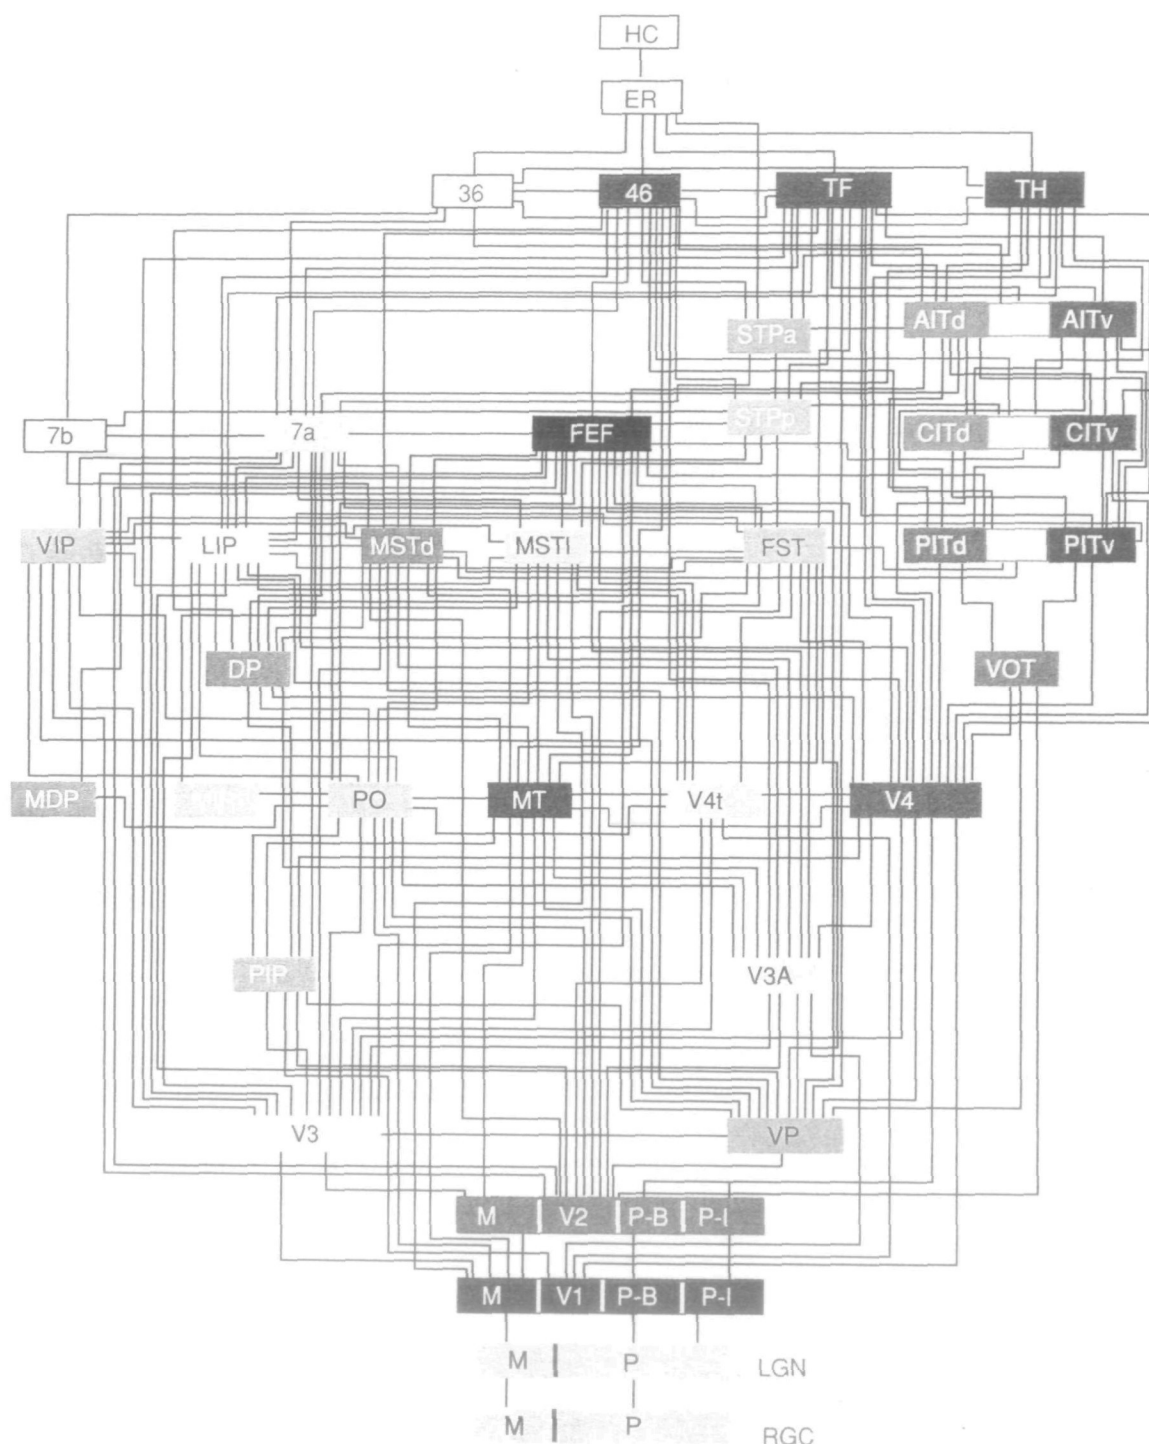 HC
ER
36 46 TF TH
STPa AITd AITv
7b 7a FEF STPp CITd CITv
VIP LIP MSTd MSTl FST PITd PITv
DP VOT
MDP PO MT V4t V4
PIP V3A
V3 VP
M V2 P-B P-I
M V1 P-B P-I
M P LGN
M P RGC